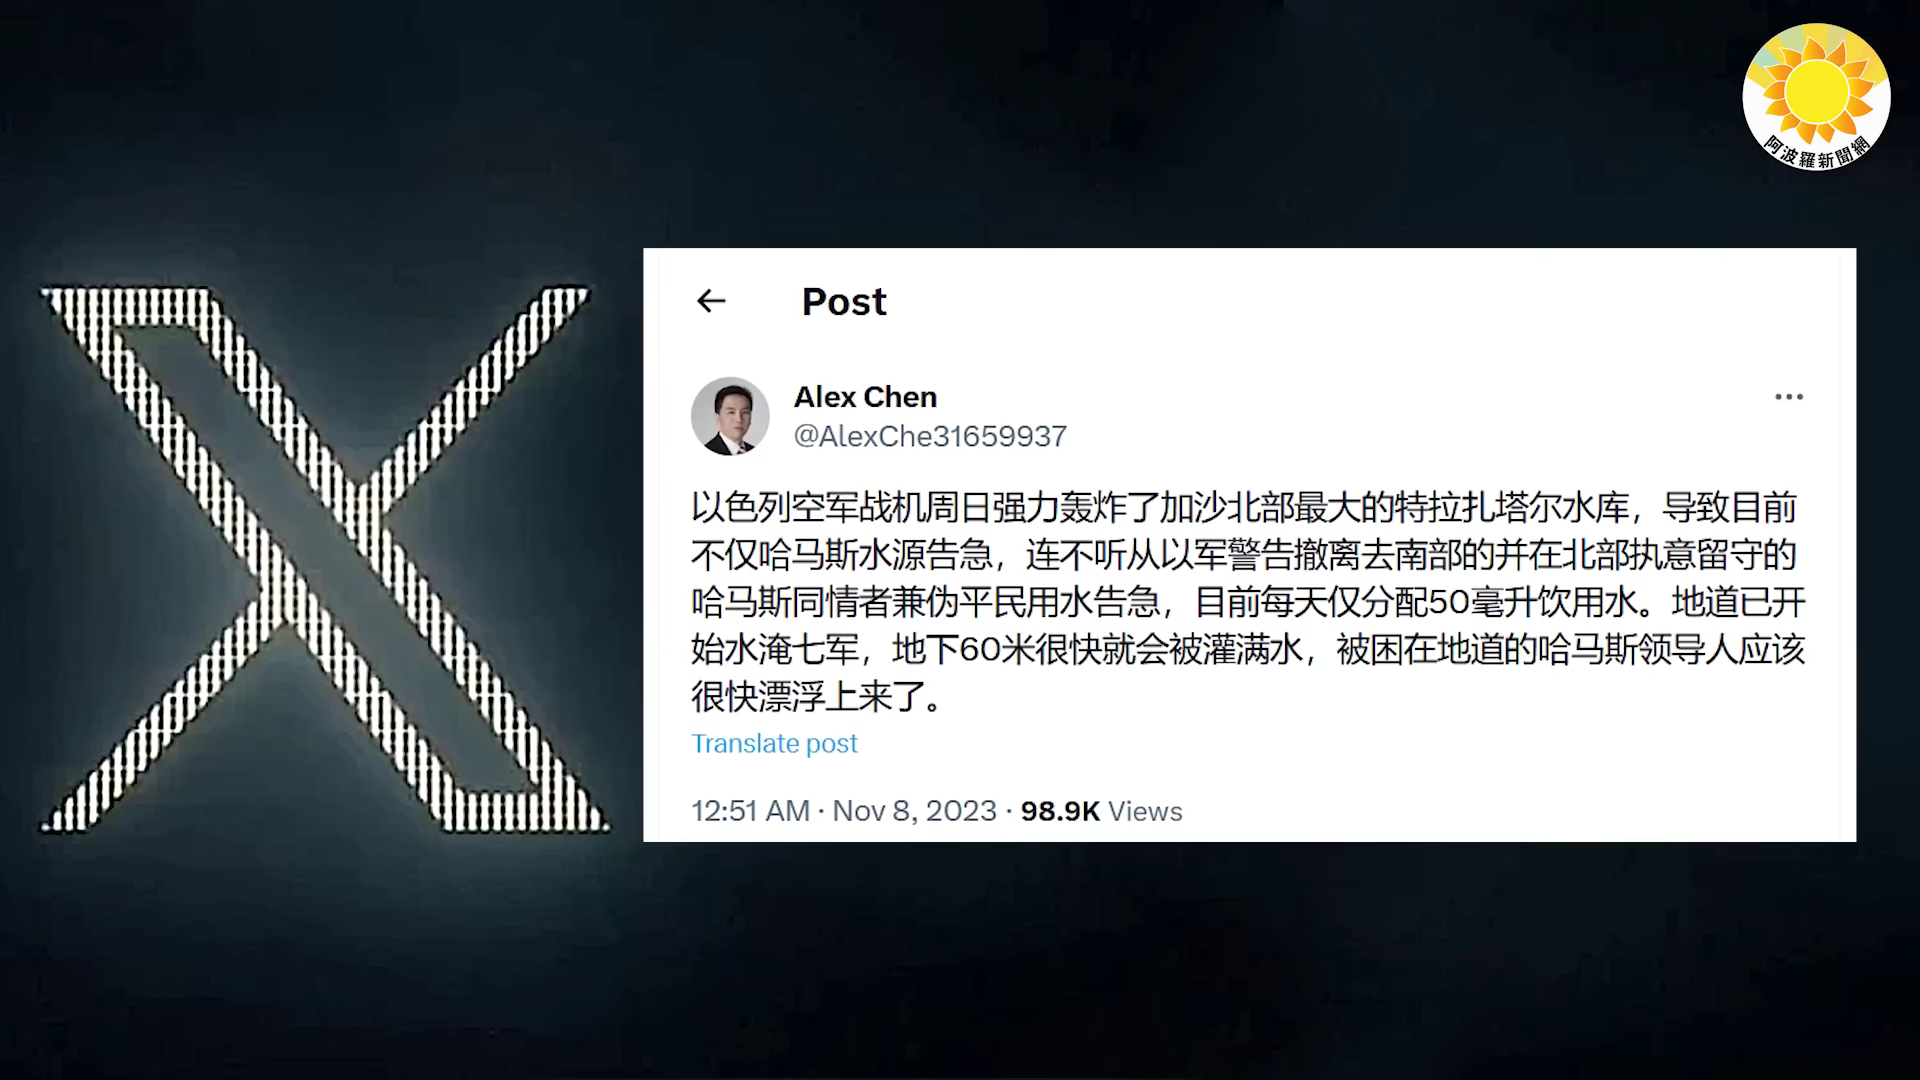 阿波羅新聞網
Post
Alex Chen
@AlexChe31659937
以色列空军战机周日强力轰炸了加沙北部最大的特拉扎塔尔水库，导致目前
不仅哈马斯水源告急，连不听从以军警告撤离去南部的并在北部执意留守的
哈马斯同情者兼伪平民用水告急，目前每天仅分配50毫升饮用水。地道已开
始水淹七军，地下60米很快就会被灌满水，被困在地道的哈马斯领导人应该
很快漂浮上来了。
Translate post
12:51 AM · Nov 8, 2023 · 98.9K Views